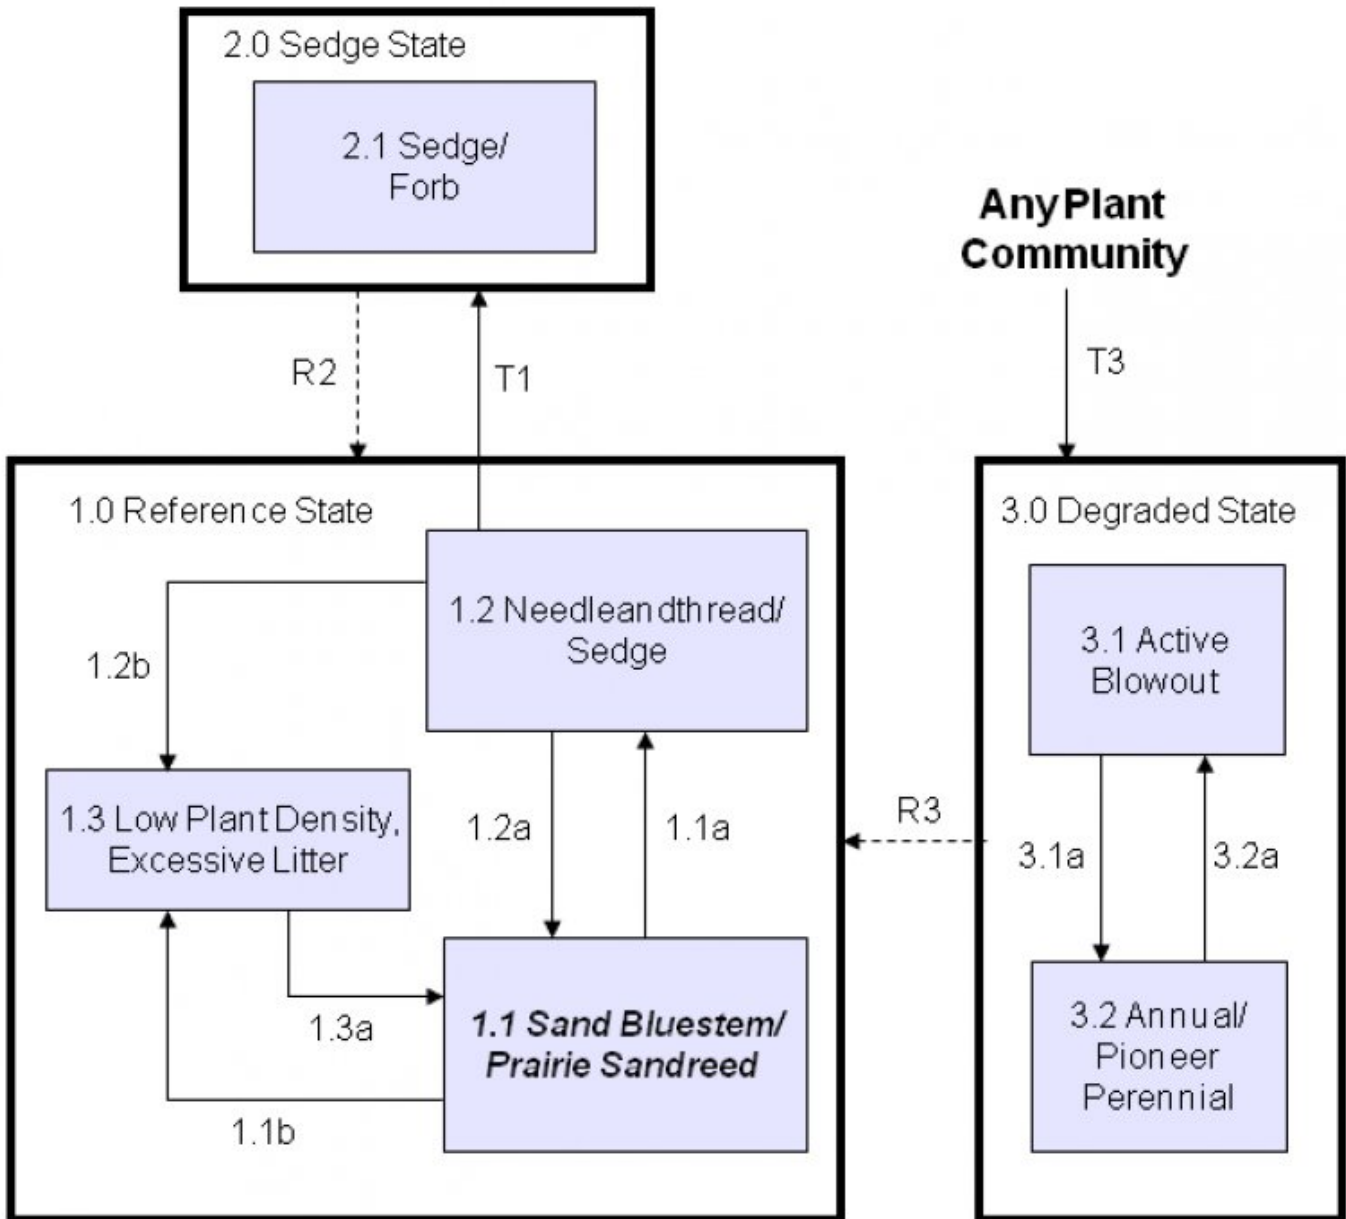 2.0 Sedge State
2.1 Sedge/
Forb
Any Plant
Community
R2
T1
T3
1.0 Reference State
3.0 Degraded State
1.2 Needleandthread/
Sedge
3.1 Active
Blowout
1.2b
1.3 Low Plant Density,
Excessive Litter
1.2a
1.1a
R3
3.1a
3.2a
1.3a
1.1 Sand Bluestem/
Prairie Sandreed
3.2 Annual/
Pioneer
Perennial
1.1b